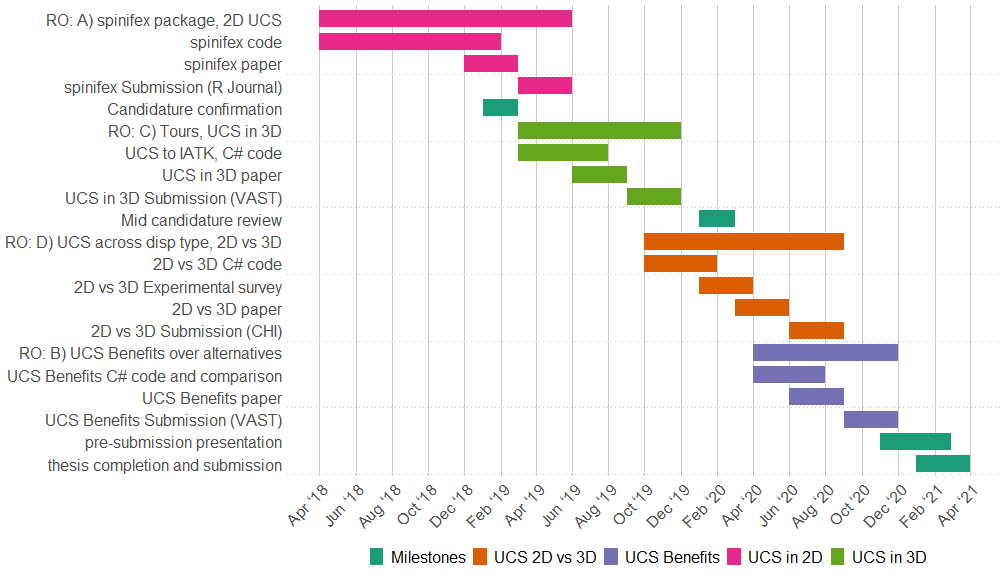 RO: A) spinifex package, 2D UCS
spinifex code
spinifex paper
spinifex Submission (R Journal)
Candidature confirmation
RO: C) Tours, UCS in 3D
UCS to IATK, C# code
UCS in 3D paper
UCS in 3D Submission (VAST)
Mid candidature review
RO: D) UCS across disp type, 2D vs 3D
2D vs 3D C# code
2D vs 3D Experimental survey
2D vs 3D paper
2D vs 3D Submission (CHI)
RO: B) UCS Benefits over alternatives
UCS Benefits C# code and comparison
UCS Benefits paper
UCS Benefits Submission (VAST)
pre-submission presentation
thesis completion and submission
Apr '18 Jun '18 Aug '18 Oct '18 Dec '18 Feb '19 Apr '19 Jun '19 Aug '19 Oct '19 Dec '19 Feb '20 Apr '20 Jun '20 Aug '20 Oct '20 Dec '20 Feb '21 Apr '21
Milestones UCS 2D vs 3D UCS Benefits UCS in 2D UCS in 3D